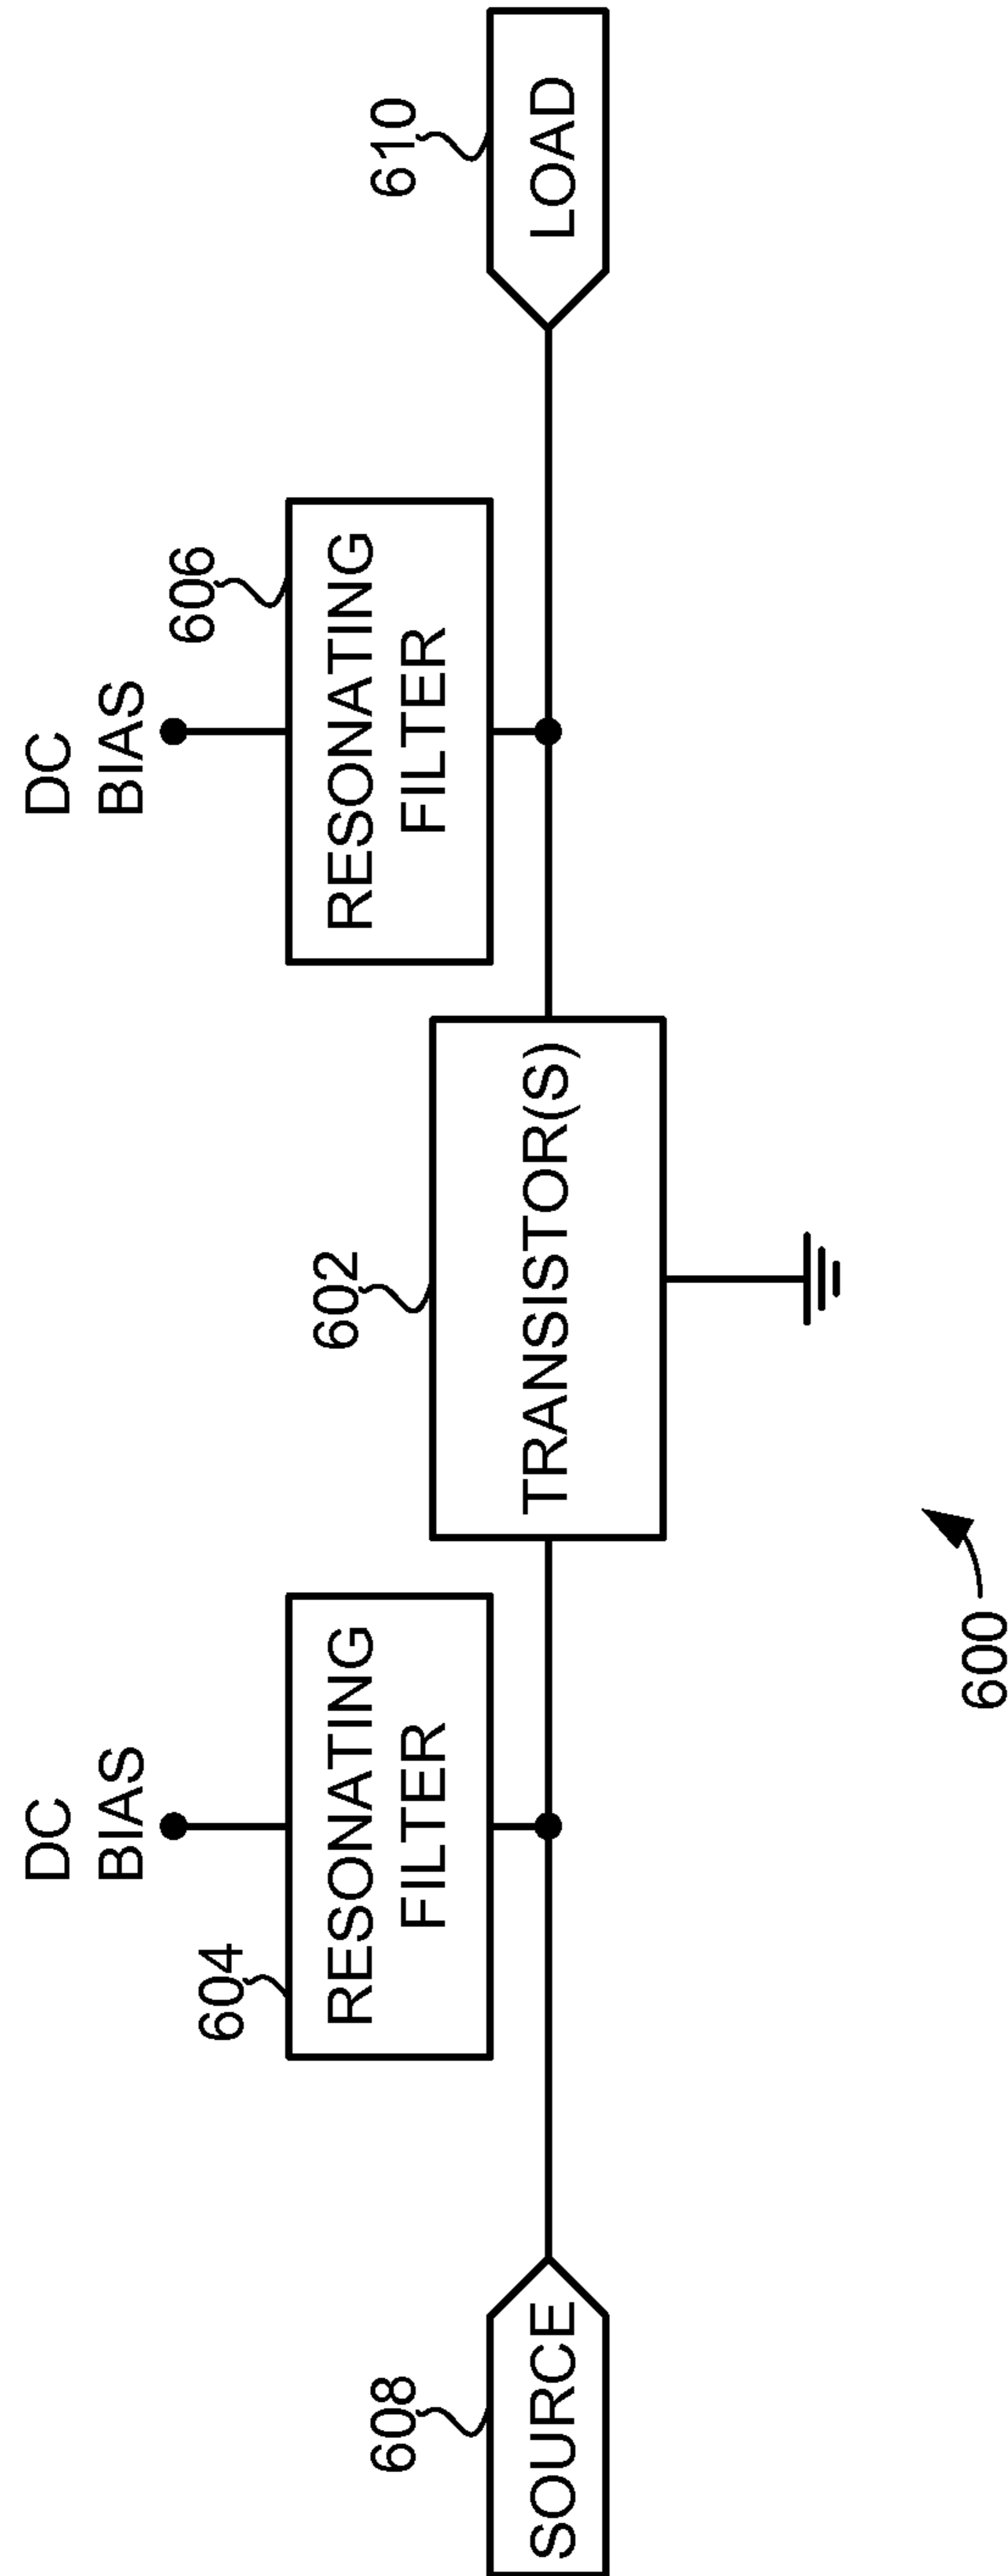 DC
BIAS
DC
BIAS
604
RESONATING
FILTER
606
RESONATING
FILTER
602
TRANSISTOR(S)
608
SOURCE
610
LOAD
600